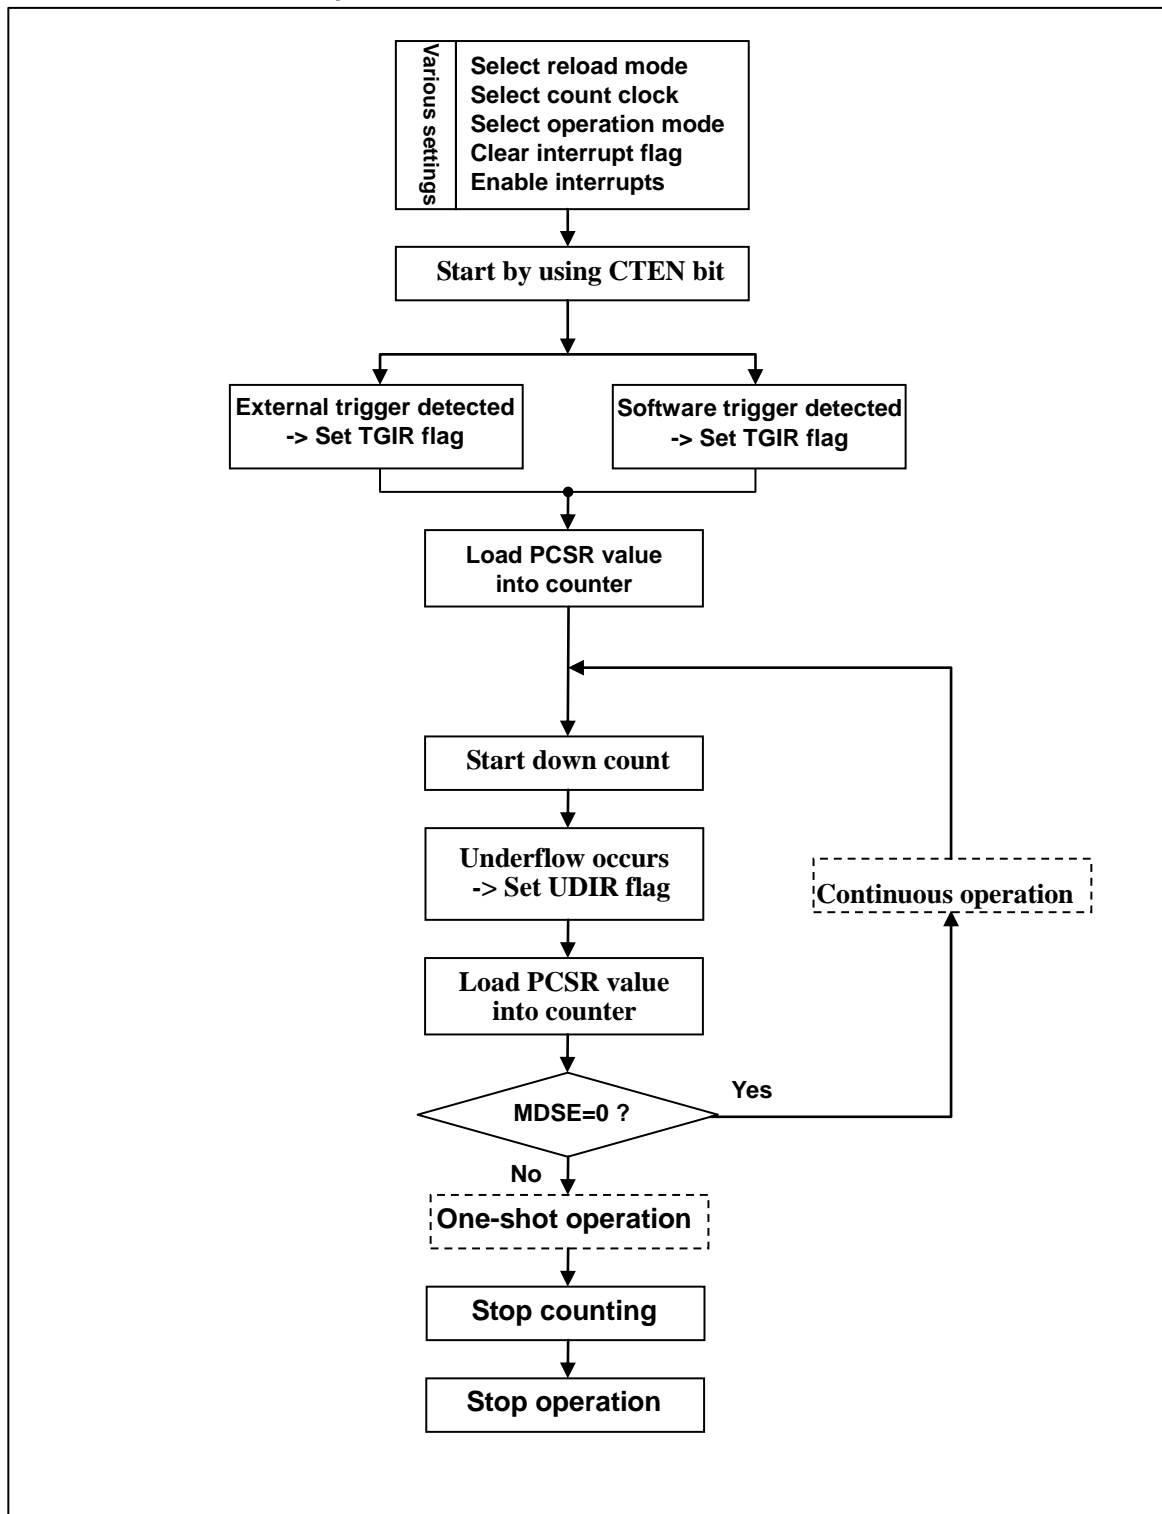 Various settings
Select reload mode
Select count clock
Select operation mode
Clear interrupt flag
Enable interrupts
Start by using CTEN bit
External trigger detected
-> Set TGIR flag
Software trigger detected
-> Set TGIR flag
Load PCSR value
into counter
Start down count
Underflow occurs
-> Set UDIR flag
Continuous operation
Load PCSR value
into counter
MDSE=0 ?
Yes
No
One-shot operation
Stop counting
Stop operation